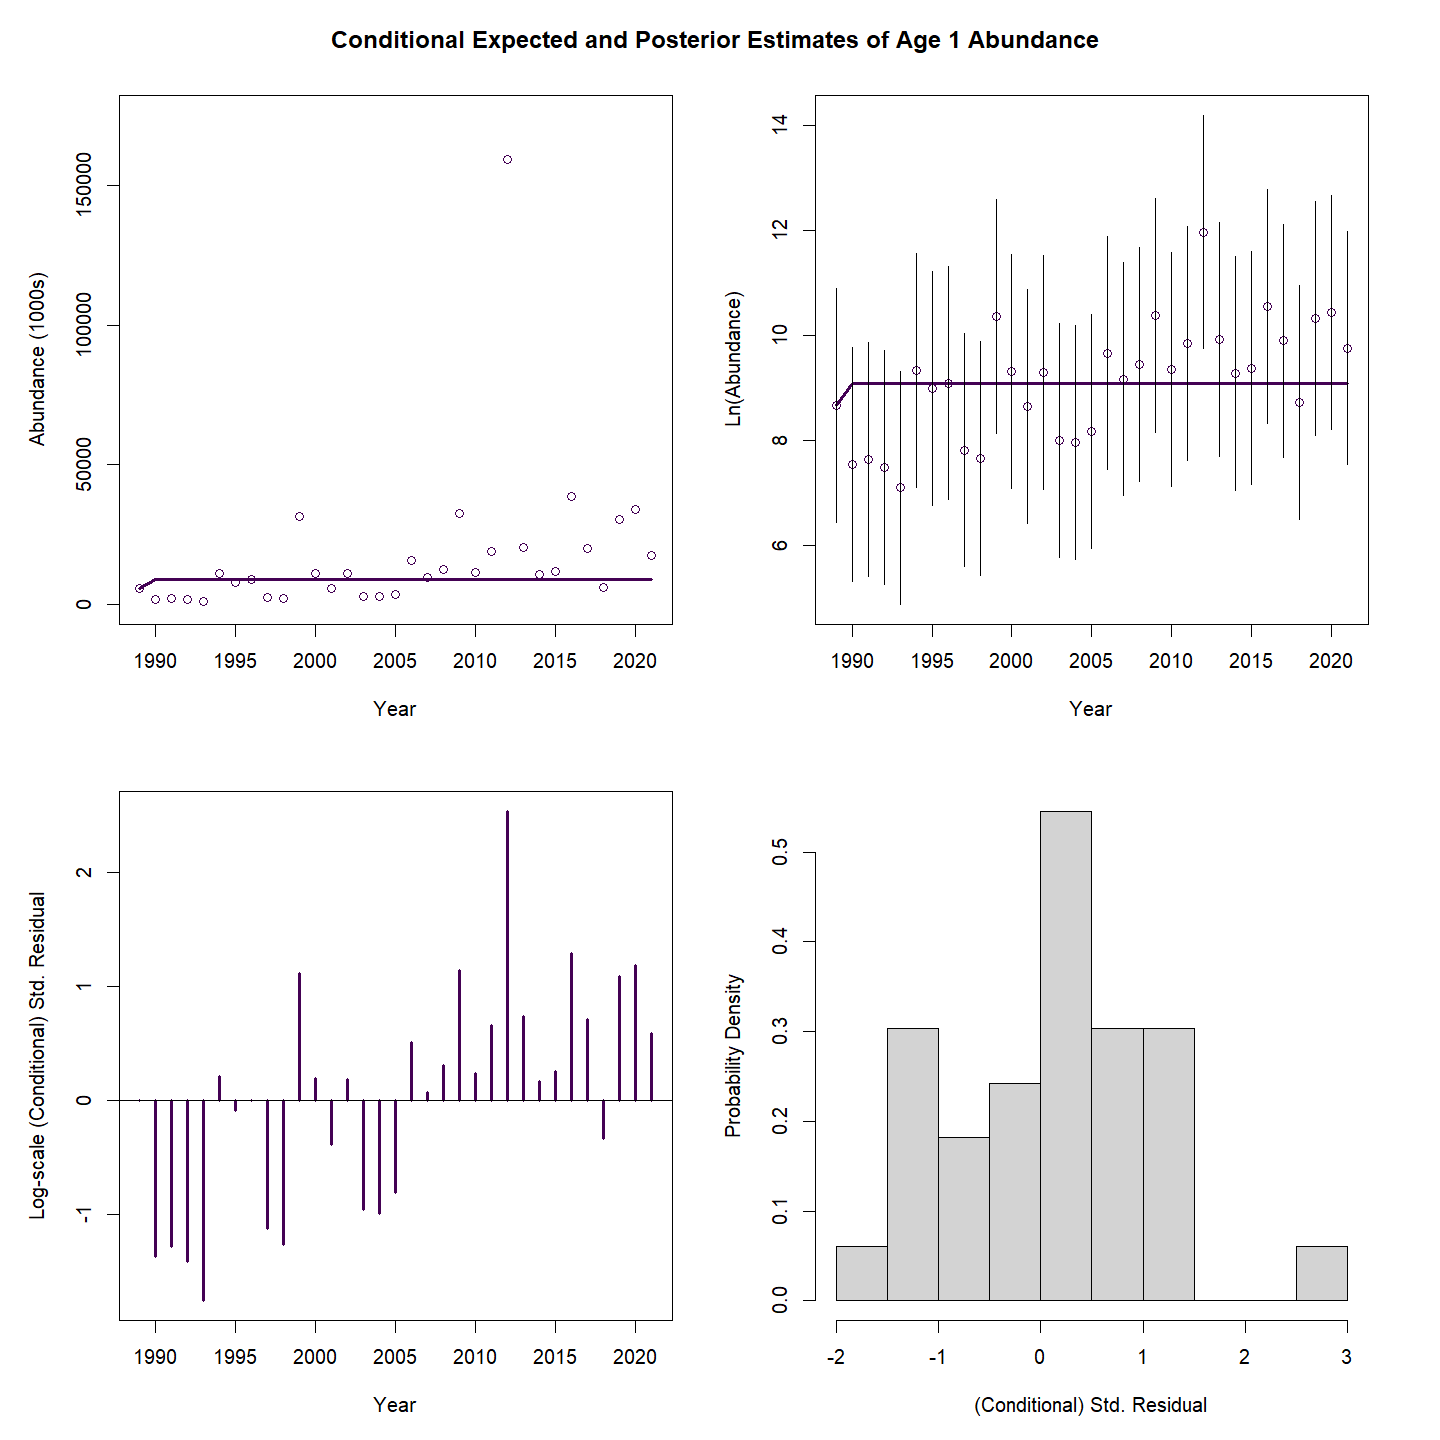 Conditional Expected and Posterior Estimates of Age 1 Abundance
Abundance (1000s)
150000
100000
50000
0
1990 1995 2000 2005 2010 2015 2020
Year
Ln(Abundance)
14
12
10
8
6
1990 1995 2000 2005 2010 2015 2020
Year
Log-scale (Conditional) Std. Residual
2
1
0
-1
1990 1995 2000 2005 2010 2015 2020
Year
Probability Density
0.5
0.4
0.3
0.2
0.1
0.0
-2 -1 0 1 2 3
(Conditional) Std. Residual